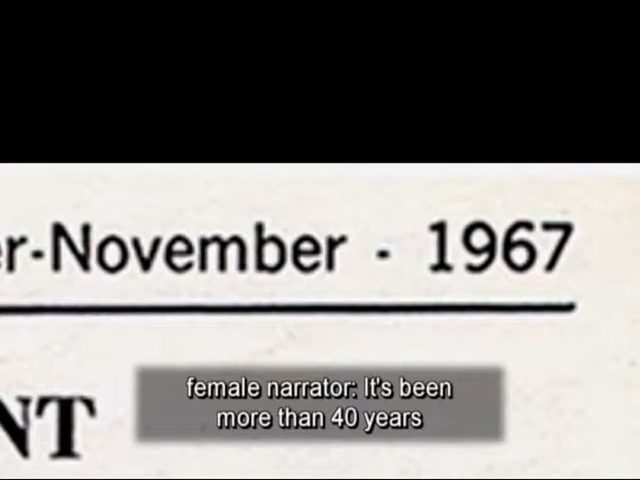 er-November - 1967
NT
female narrator: It's been
more than 40 years